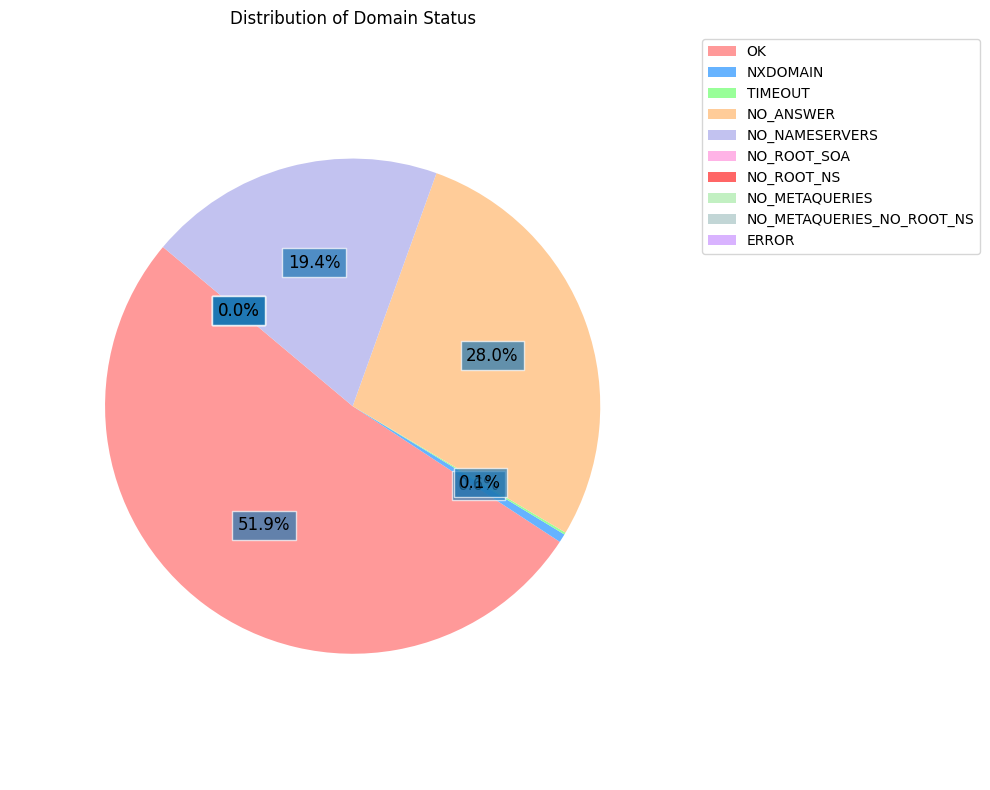 Distribution of Domain Status
OK
NXDOMAIN
TIMEOUT
NO_ANSWER
NO_NAMESERVERS
NO_ROOT_SOA
NO_ROOT_NS
NO_METAQUERIES
NO_METAQUERIES_NO_ROOT_NS
ERROR
19.4%
0.0%
28.0%
0.1%
51.9%